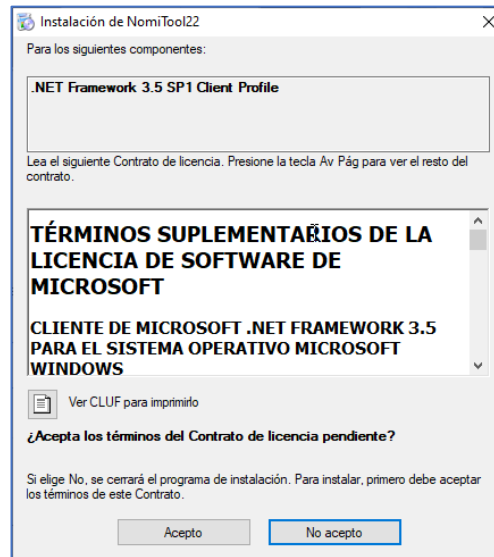 Instalación de NomiTool22
Para los siguientes componentes:
.NET Framework 3.5 SP1 Client Profile
Lea el siguiente Contrato de licencia. Presione la tecla Av Pág para ver el resto del
contrato.
TÉRMINOS SUPLEMENTARIOS DE LA
LICENCIA DE SOFTWARE DE
MICROSOFT
CLIENTE DE MICROSOFT .NET FRAMEWORK 3.5
PARA EL SISTEMA OPERATIVO MICROSOFT
WINDOWS
Ver CLUF para imprimirlo
¿Acepta los términos del Contrato de licencia pendiente?
Si elige No, se cerrará el programa de instalación. Para instalar, primero debe aceptar
los términos de este Contrato.
Acepto
No acepto